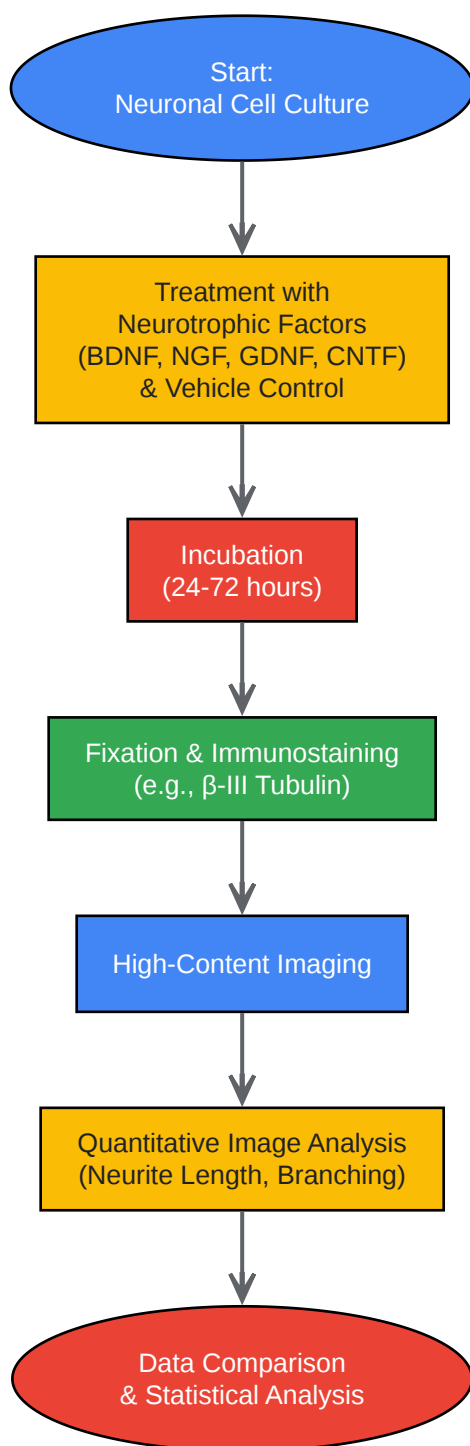 Start:
Neuronal Cell Culture
Treatment with
Neurotrophic Factors
(BDNF, NGF, GDNF, CNTF)
& Vehicle Control
Incubation
(24-72 hours)
Fixation & Immunostaining
(e.g., β-III Tubulin)
High-Content Imaging
Quantitative Image Analysis
(Neurite Length, Branching)
Data Comparison
& Statistical Analysis